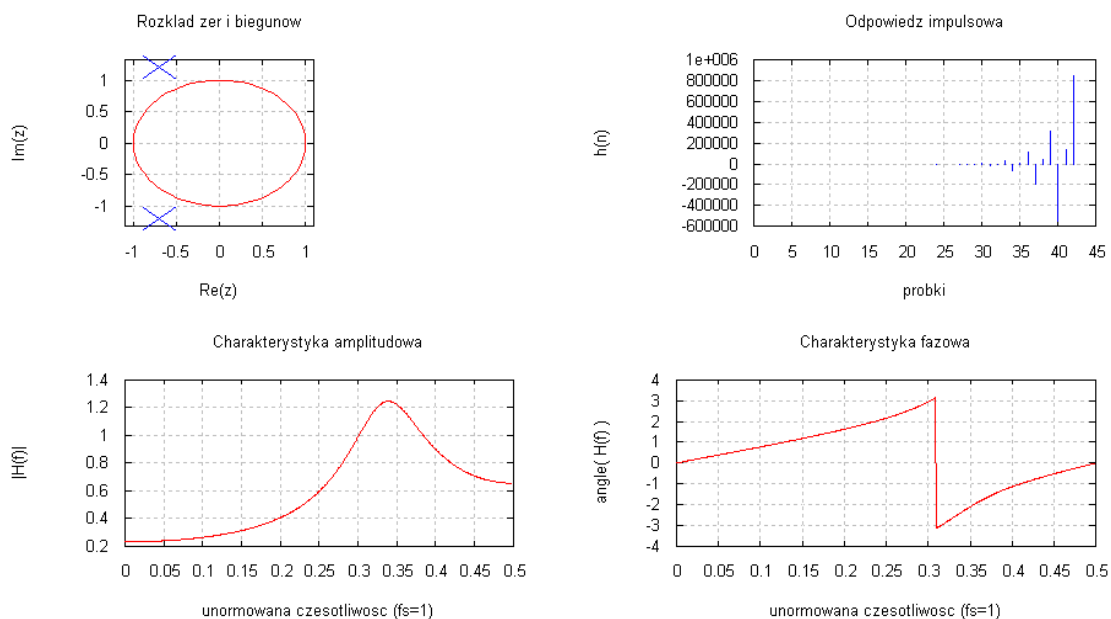 Rozklad zer i biegunow
Im(z)
1
0.5
0
-0.5
-1
-1 -0.5 0 0.5 1
Re(z)
Odpowiedz impulsowa
h(n)
1e+006
800000
600000
400000
200000
0
-200000
-400000
-600000
0 5 10 15 20 25 30 35 40 45
probki
Charakterystyka amplitudowa
|H(f)|
1.4
1.2
1
0.8
0.6
0.4
0.2
0 0.05 0.1 0.15 0.2 0.25 0.3 0.35 0.4 0.45 0.5
unormowana czesotliwosc (fs=1)
Charakterystyka fazowa
angle( H(f) )
4
3
2
1
0
-1
-2
-3
-4
0 0.05 0.1 0.15 0.2 0.25 0.3 0.35 0.4 0.45 0.5
unormowana czesotliwosc (fs=1)